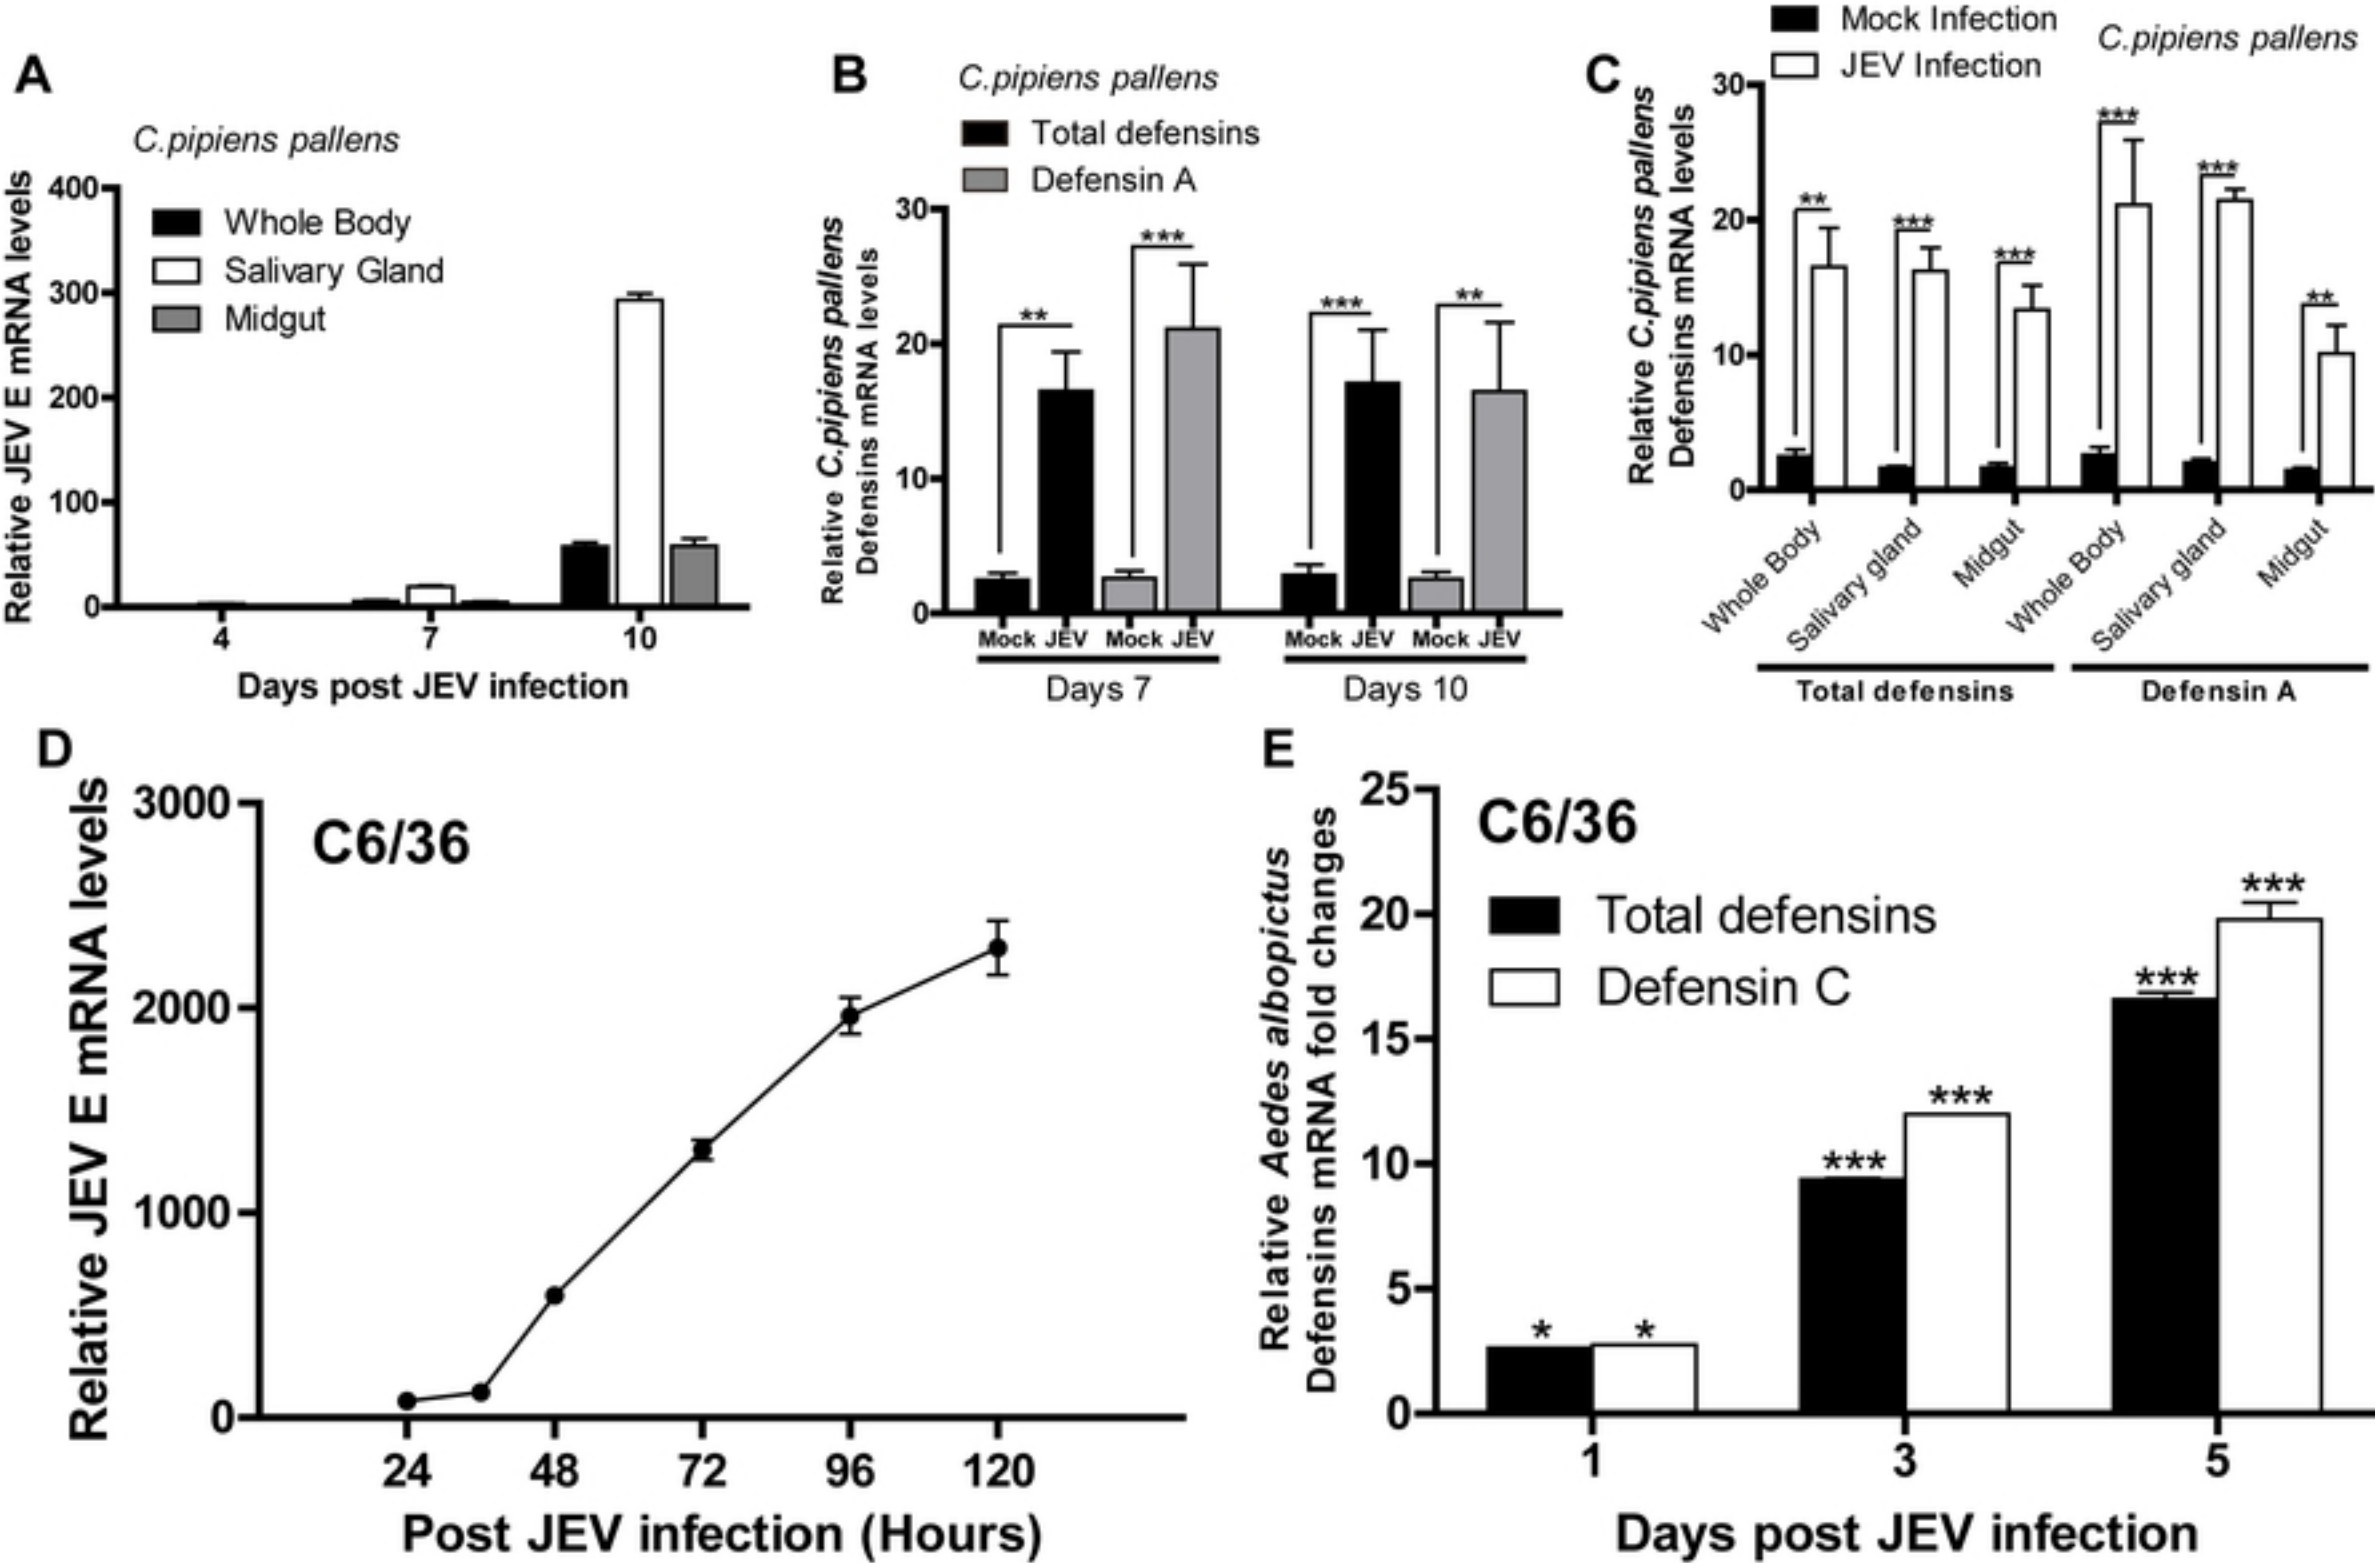 A
C.pipiens pallens
Relative JEV E mRNA levels
400
300
200
100
0
Whole Body
Salivary Gland
Midgut
4
7
10
Days post JEV infection
B
C.pipiens pallens
Total defensins
Defensin A
Relative C.pipiens pallens
Defensins mRNA levels
30
20
10
0
**
***
***
**
Mock JEV Mock JEV Mock JEV Mock JEV
Days 7
Days 10
C
Mock Infection
JEV Infection
C.pipiens pallens
Relative C.pipiens pallens
Defensins mRNA levels
30
20
10
0
**
***
***
***
***
**
Whole Body
Salivary gland
Midgut
Whole Body
Salivary gland
Midgut
Total defensins
Defensin A
D
C6/36
Relative JEV E mRNA levels
3000
2000
1000
0
24
48
72
96
120
Post JEV infection (Hours)
E
C6/36
Total defensins
Defensin C
Relative Aedes albopictus
Defensins mRNA fold changes
25
20
15
10
5
0
*
*
***
***
***
***
1
3
5
Days post JEV infection